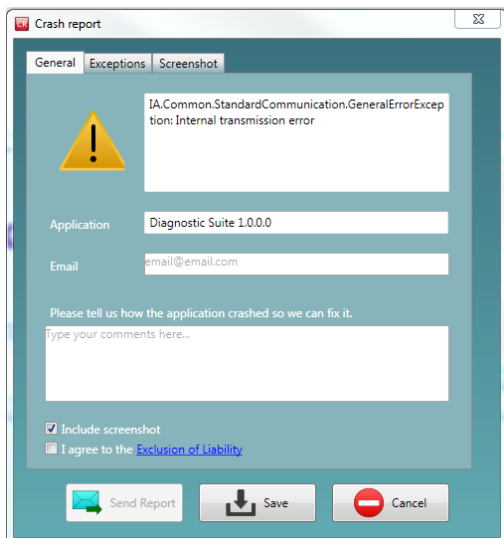 CR Crash report
General Exceptions Screenshot
IA.Common.StandardCommunication.GeneralErrorExcep
tion: Internal transmission error
Application Diagnostic Suite 1.0.0.0
Email email@email.com
Please tell us how the application crashed so we can fix it.
Type your comments here...
Include screenshot
I agree to the Exclusion of Liability
Send Report Save Cancel